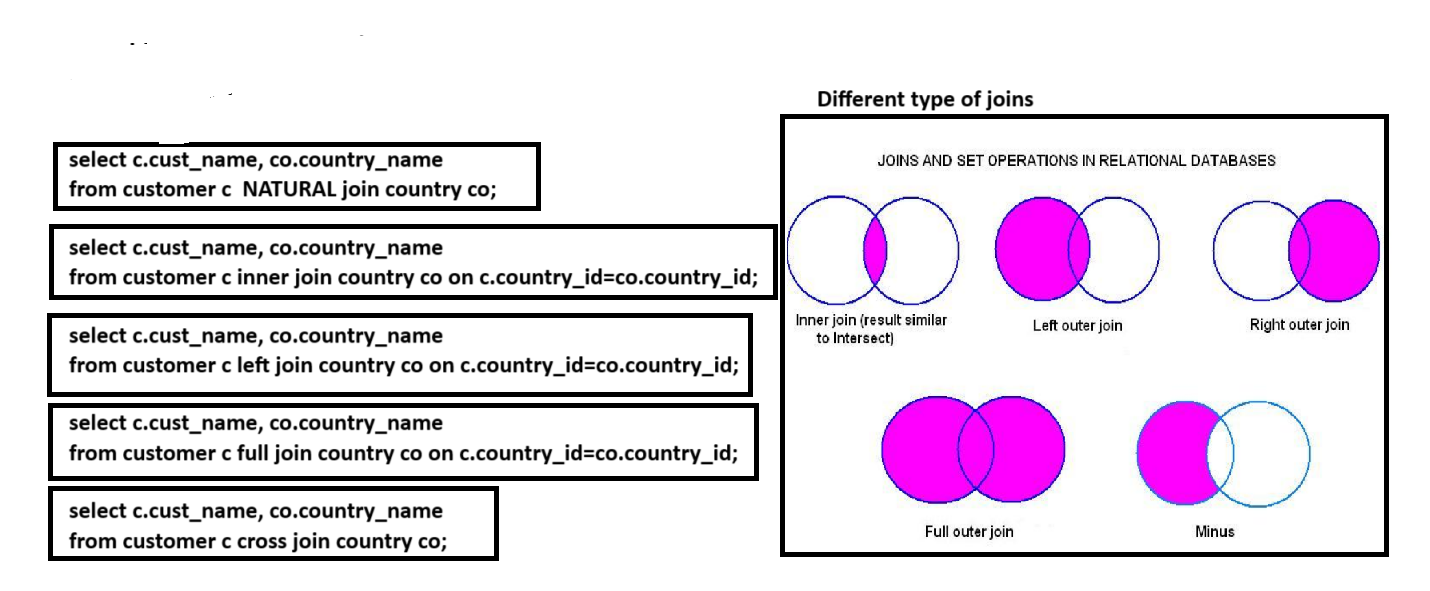 Different type of joins
select c.cust_name, co.country_name
from customer c  NATURAL join country co;
select c.cust_name, co.country_name
from customer c inner join country co on c.country_id=co.country_id;
select c.cust_name, co.country_name
from customer c left join country co on c.country_id=co.country_id;
select c.cust_name, co.country_name
from customer c full join country co on c.country_id=co.country_id;
select c.cust_name, co.country_name
from customer c cross join country co;
JOINS AND SET OPERATIONS IN RELATIONAL DATABASES
Inner join (result similar
to Intersect)
Left outer join
Right outer join
Full outer join
Minus